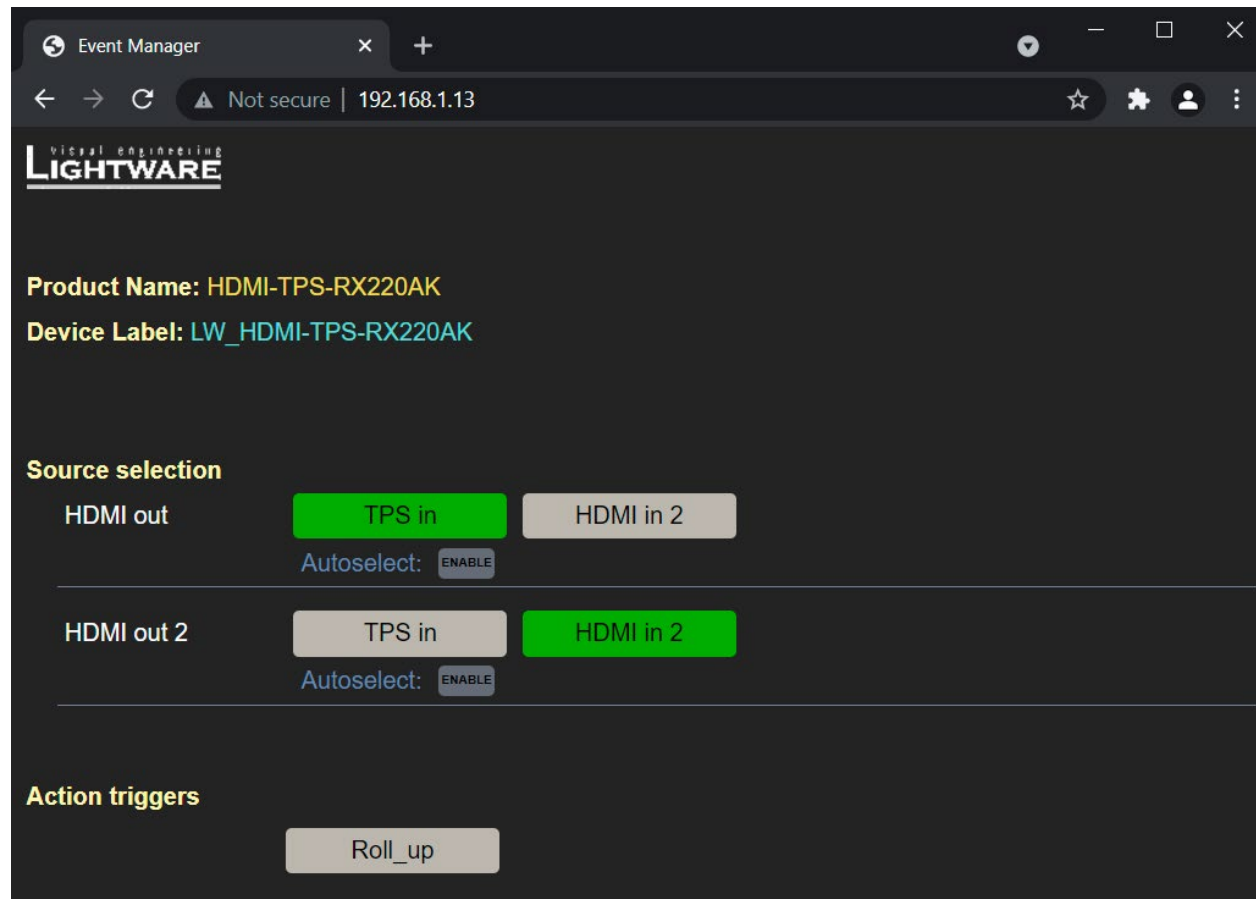 Event Manager
Not secure | 192.168.1.13
visual engineering
LIGHTWARE
Product Name: HDMI-TPS-RX220AK
Device Label: LW_HDMI-TPS-RX220AK
Source selection
HDMI out TPS in HDMI in 2
Autoselect: ENABLE
HDMI out 2 TPS in HDMI in 2
Autoselect: ENABLE
Action triggers
Roll_up